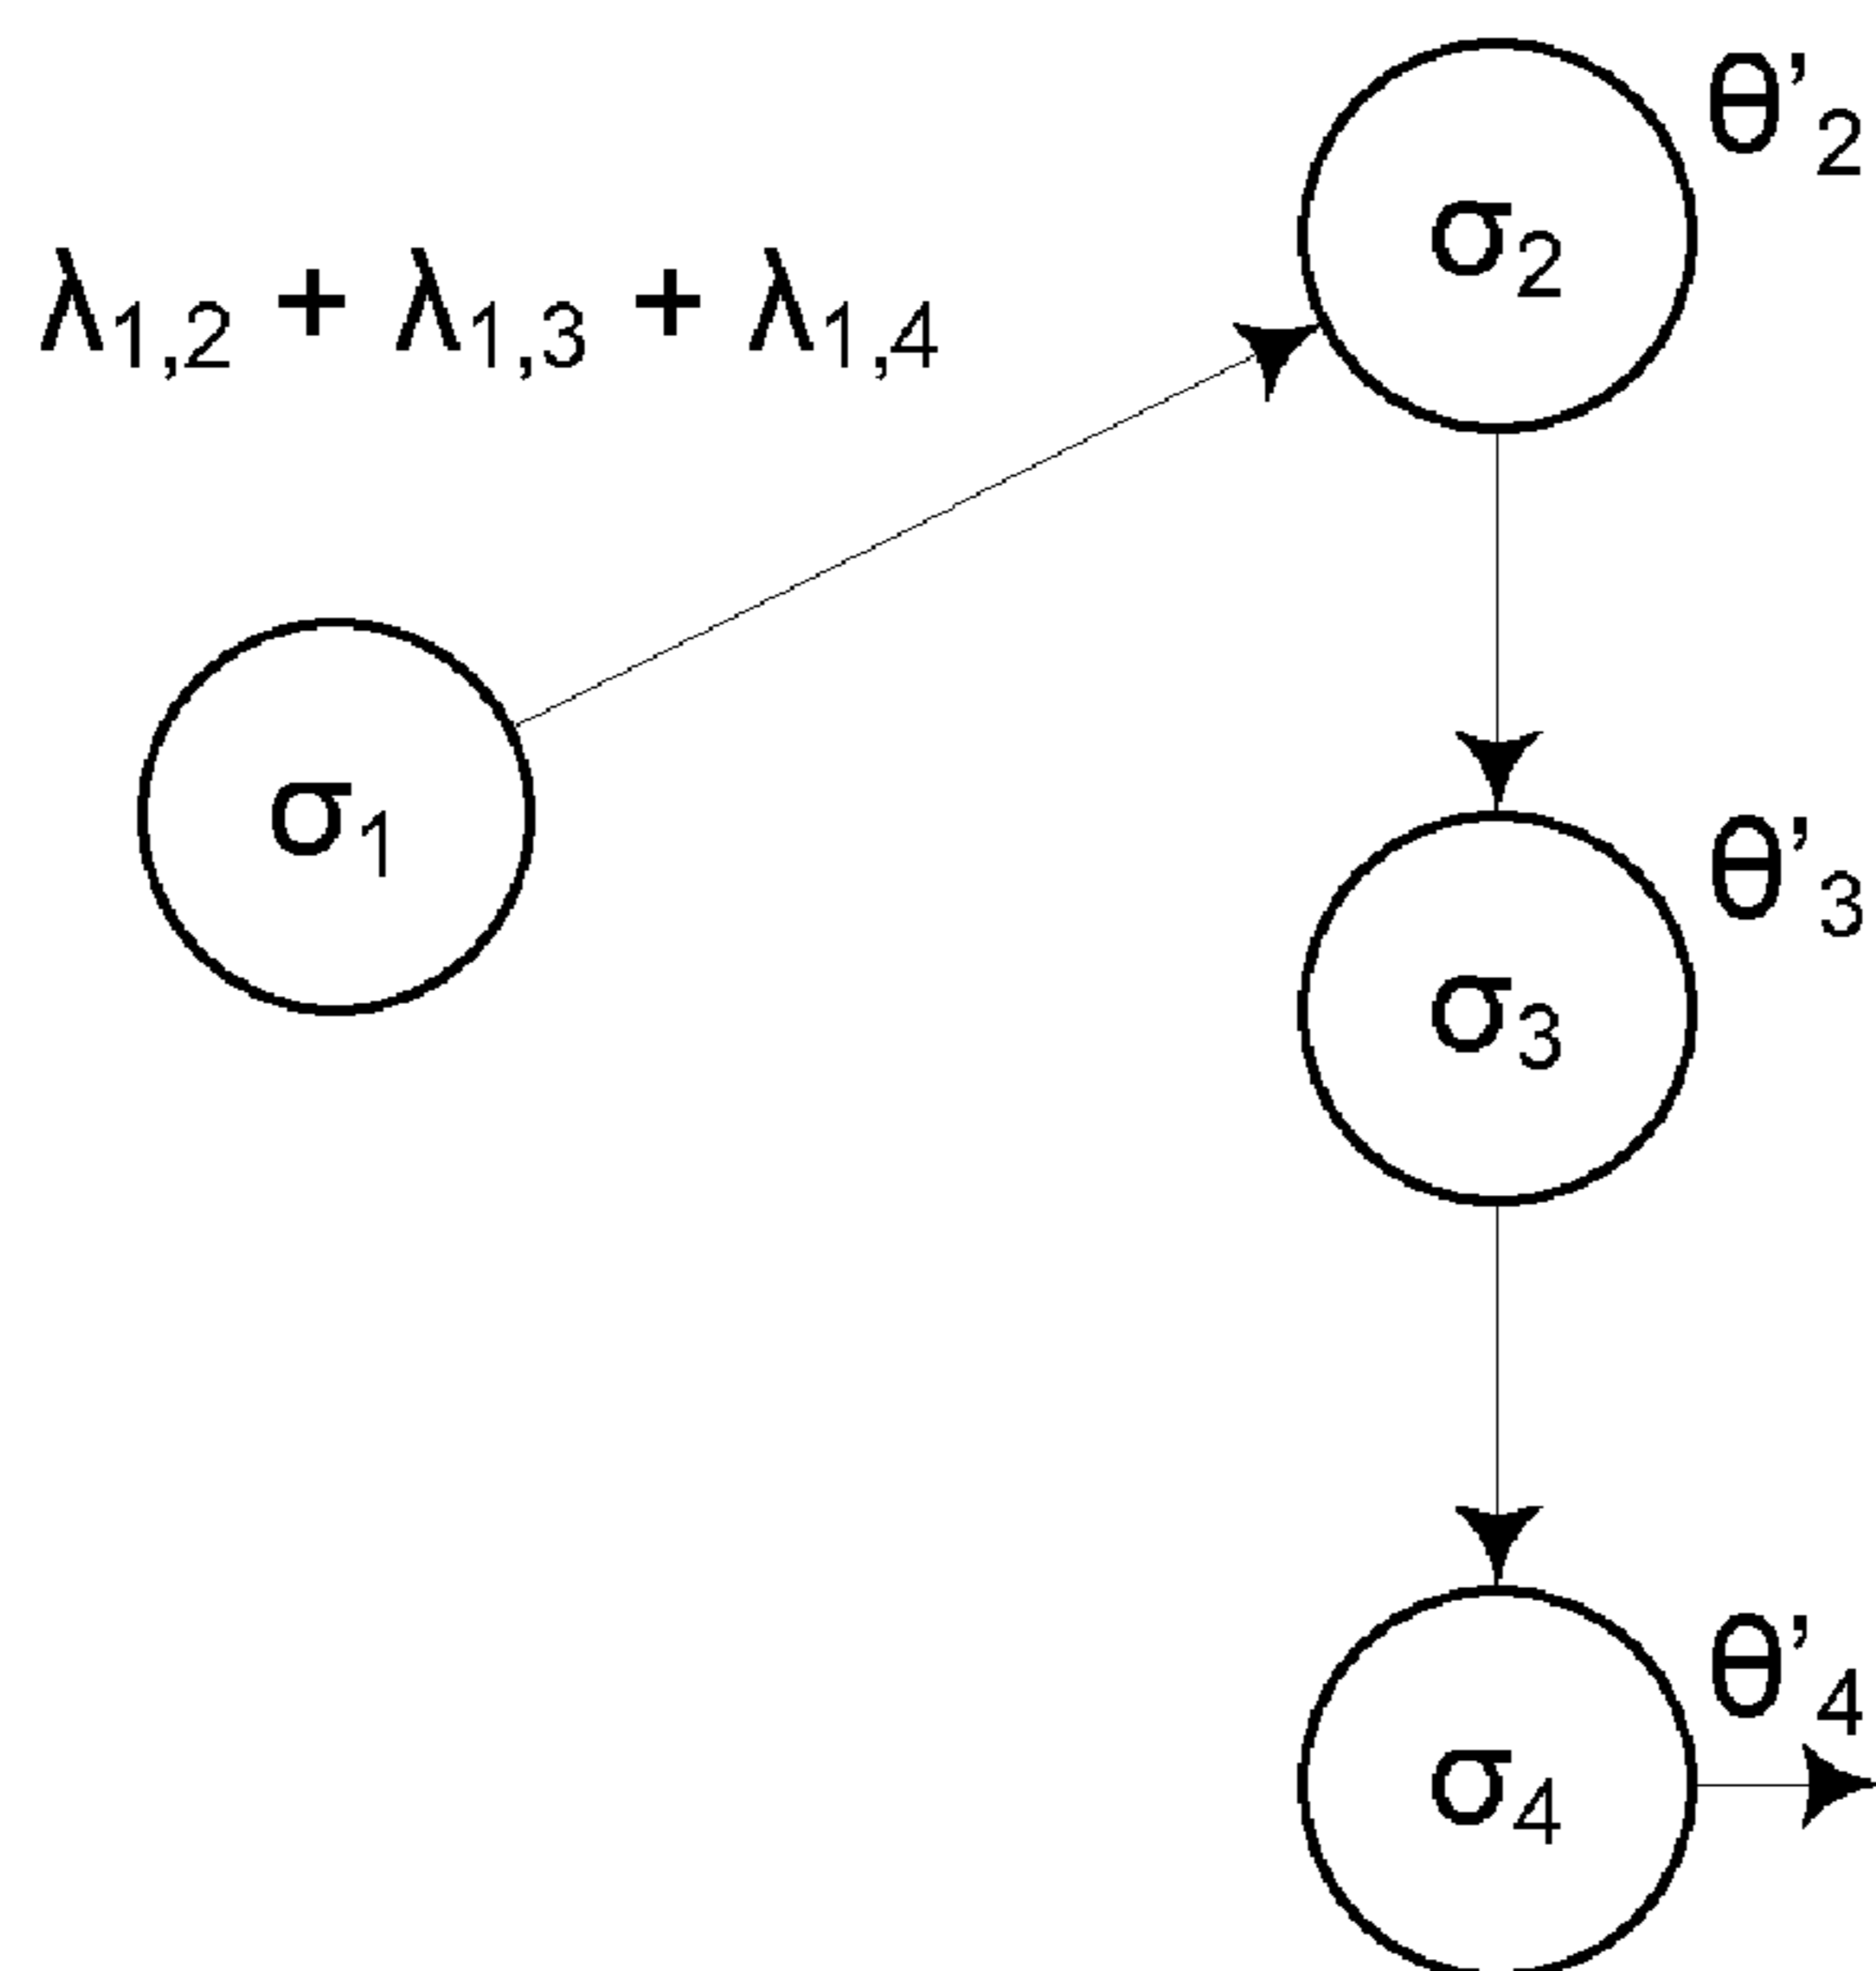 θ'₂
σ₂
λ₁,₂ + λ₁,₃ + λ₁,₄
σ₁
θ'₃
σ₃
θ'₄
σ₄